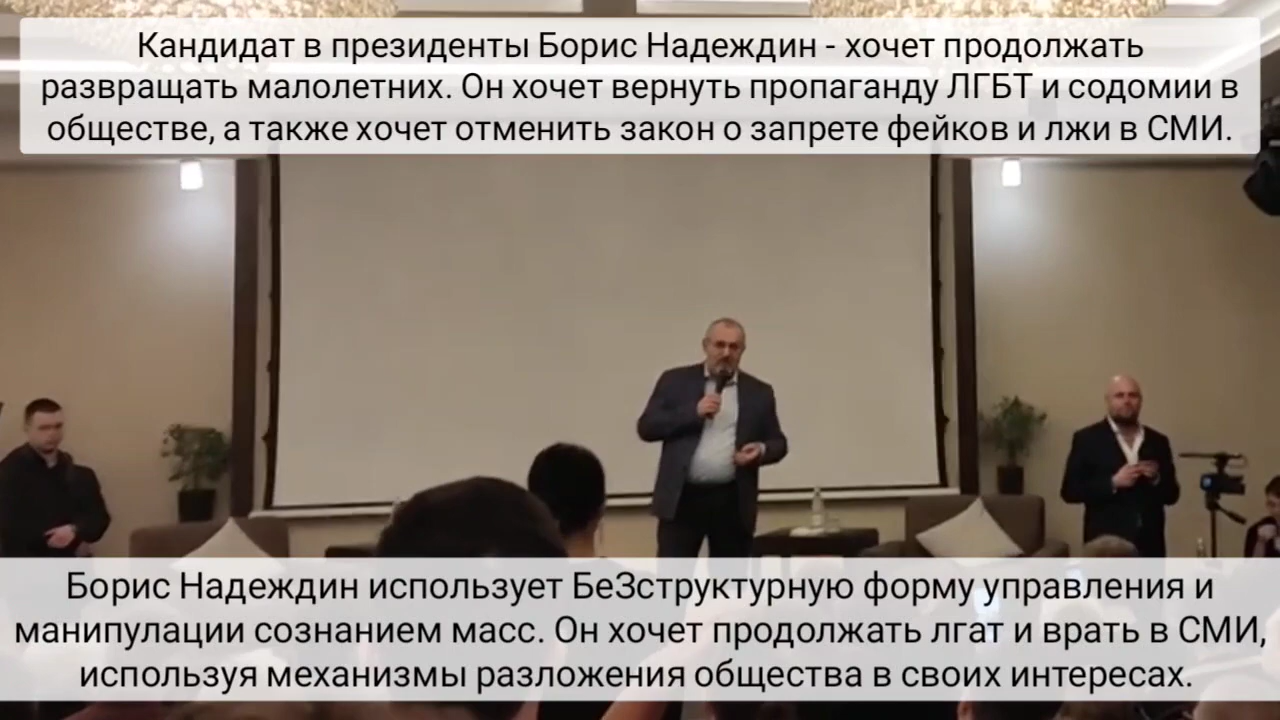 Кандидат в президенты Борис Надеждин - хочет продолжать
развращать малолетних. Он хочет вернуть пропаганду ЛГБТ и содомии в
обществе, а также хочет отменить закон о запрете фейков и лжи в СМИ.
Борис Надеждин использует БеЗструктурную форму управления и
манипулации сознанием масс. Он хочет продолжать лгат и врать в СМИ,
используя механизмы разложения общества в своих интересах.